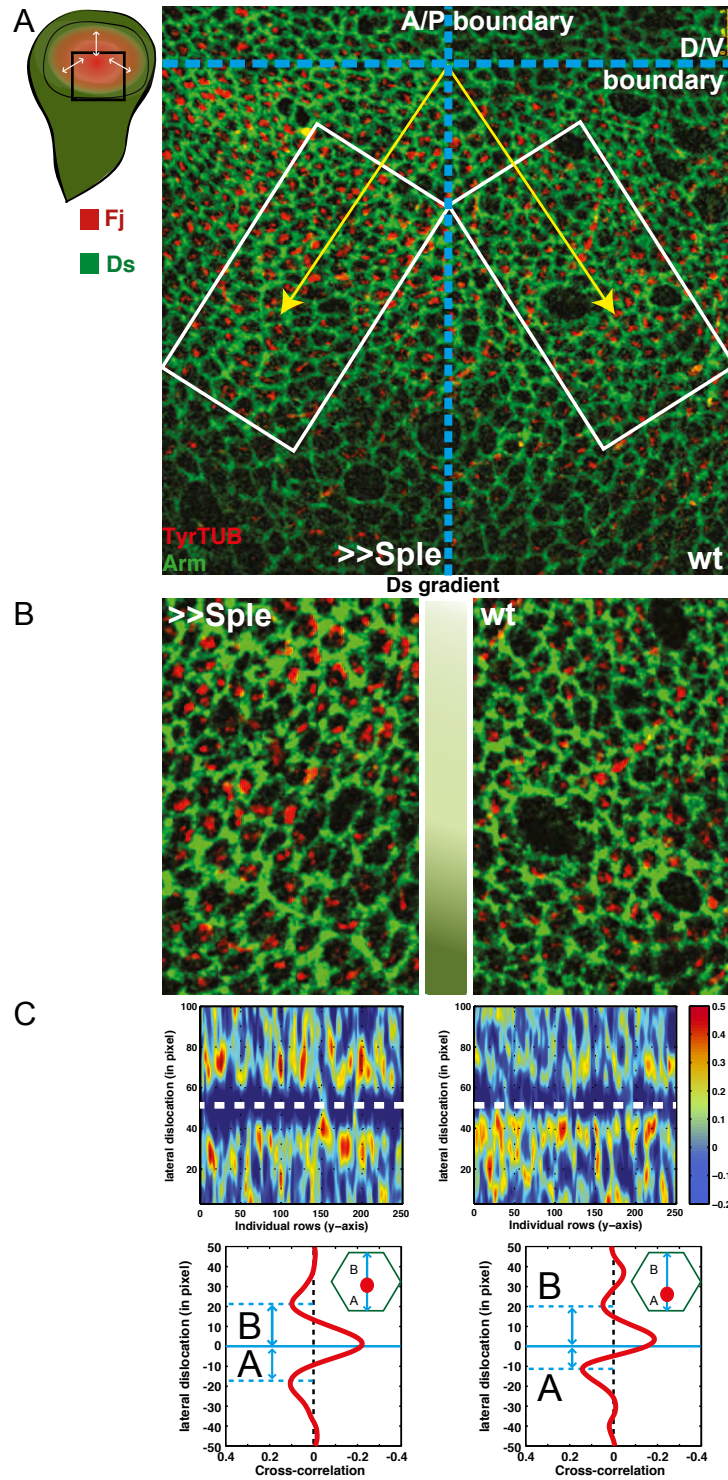 A
A/P boundary
D/V
boundary
Fj
Ds
TyrTUB
Arm
>>Sple
wt
Ds gradient
B
>>Sple
wt
C
lateral dislocation (in pixel)
100
80
60
40
20
0 50 100 150 200 250
Individual rows (y-axis)
lateral dislocation (in pixel)
100
80
60
40
20
0 50 100 150 200 250
Individual rows (y-axis)
0.5
0.4
0.3
0.2
0.1
0
-0.1
-0.2
lateral dislocation (in pixel)
50
40
30
20
10
0
-10
-20
-30
-40
-50
B
A
B
A
0.4 0.2 0 -0.2 -0.4
Cross-correlation
lateral dislocation (in pixel)
50
40
30
20
10
0
-10
-20
-30
-40
-50
B
A
B
A
0.4 0.2 0 -0.2 -0.4
Cross-correlation